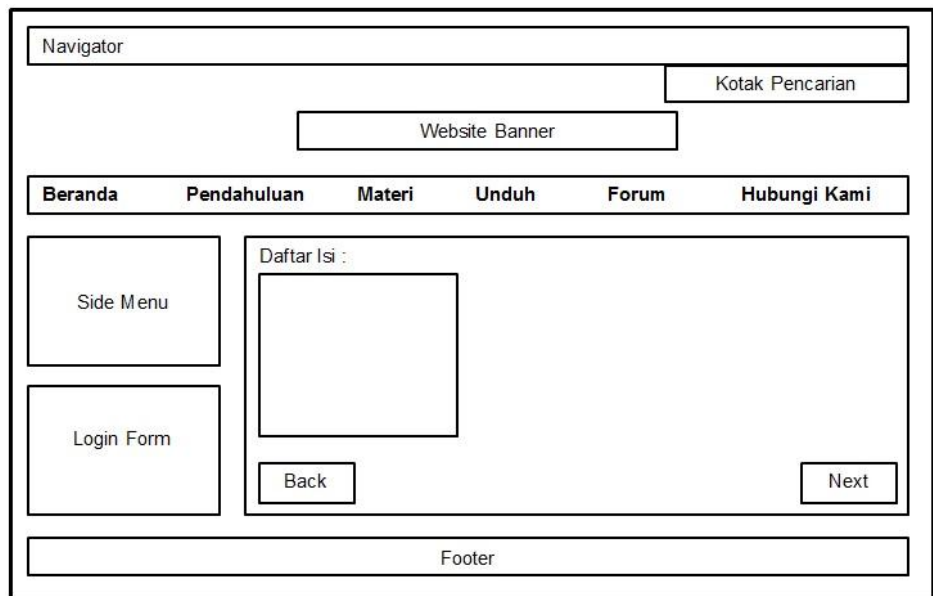 Navigator
Kotak Pencarian
Website Banner
Beranda Pendahuluan Materi Unduh Forum Hubungi Kami
Side Menu
Daftar Isi :
Login Form
Back Next
Footer